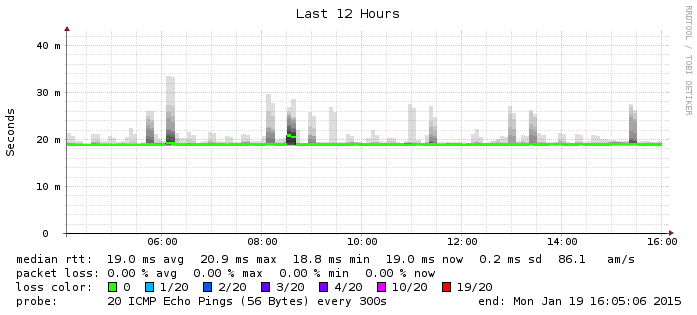 Last 12 Hours
RRDTOOL / TOBI OETIKER
Seconds
40 m
30 m
20 m
10 m
0
06:00 08:00 10:00 12:00 14:00 16:00
median rtt: 19.0 ms avg 20.9 ms max 18.8 ms min 19.0 ms now 0.2 ms sd 86.1 am/s
packet loss: 0.00 % avg 0.00 % max 0.00 % min 0.00 % now
loss color: 0 1/20 2/20 3/20 4/20 10/20 19/20
probe: 20 ICMP Echo Pings (56 Bytes) every 300s end: Mon Jan 19 16:05:06 2015